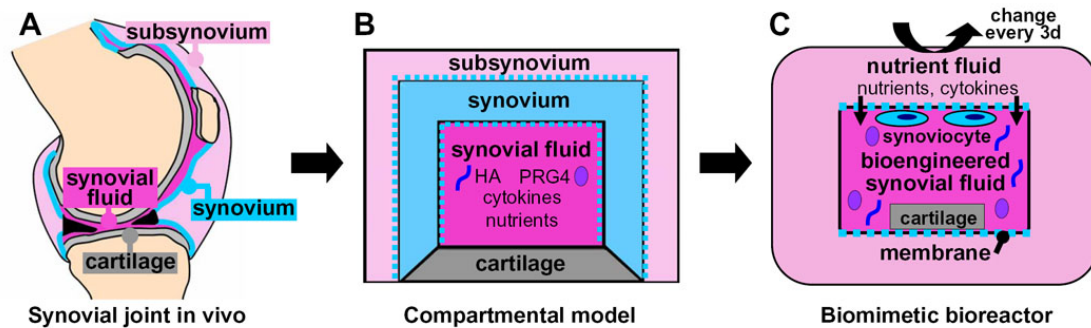 A
subsynovium
synovial
fluid
synovium
cartilage
Synovial joint in vivo
B
subsynovium
synovium
synovial fluid
HA PRG4
cytokines
nutrients
cartilage
Compartmental model
C
change
every 3d
nutrient fluid
nutrients, cytokines
synoviocyte
bioengineered
synovial fluid
cartilage
membrane
Biomimetic bioreactor